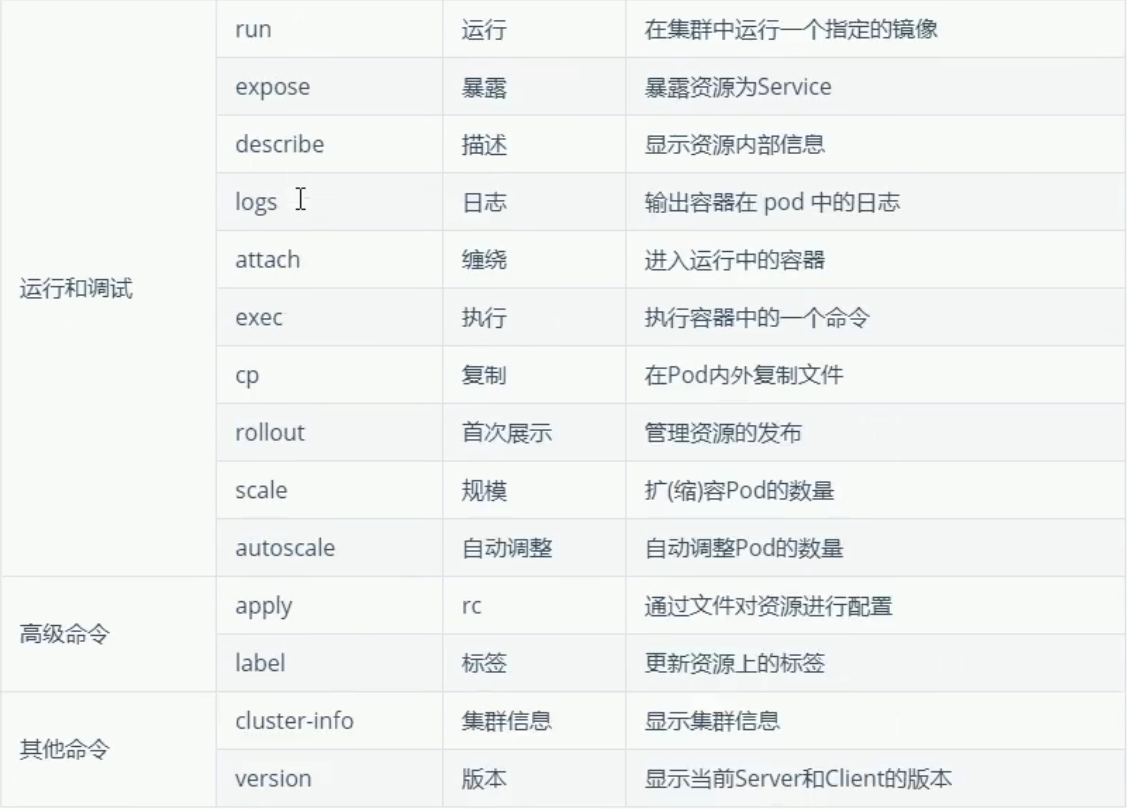 run 运行 在集群中运行一个指定的镜像
expose 暴露 暴露资源为Service
describe 描述 显示资源内部信息
logs 日志 输出容器在 pod 中的日志
attach 缠绕 进入运行中的容器
运行和调试
exec 执行 执行容器中的一个命令
cp 复制 在Pod内外复制文件
rollout 首次展示 管理资源的发布
scale 规模 扩(缩)容Pod的数量
autoscale 自动调整 自动调整Pod的数量
apply rc 通过文件对资源进行配置
高级命令
label 标签 更新资源上的标签
cluster-info 集群信息 显示集群信息
其他命令
version 版本 显示当前Server和Client的版本